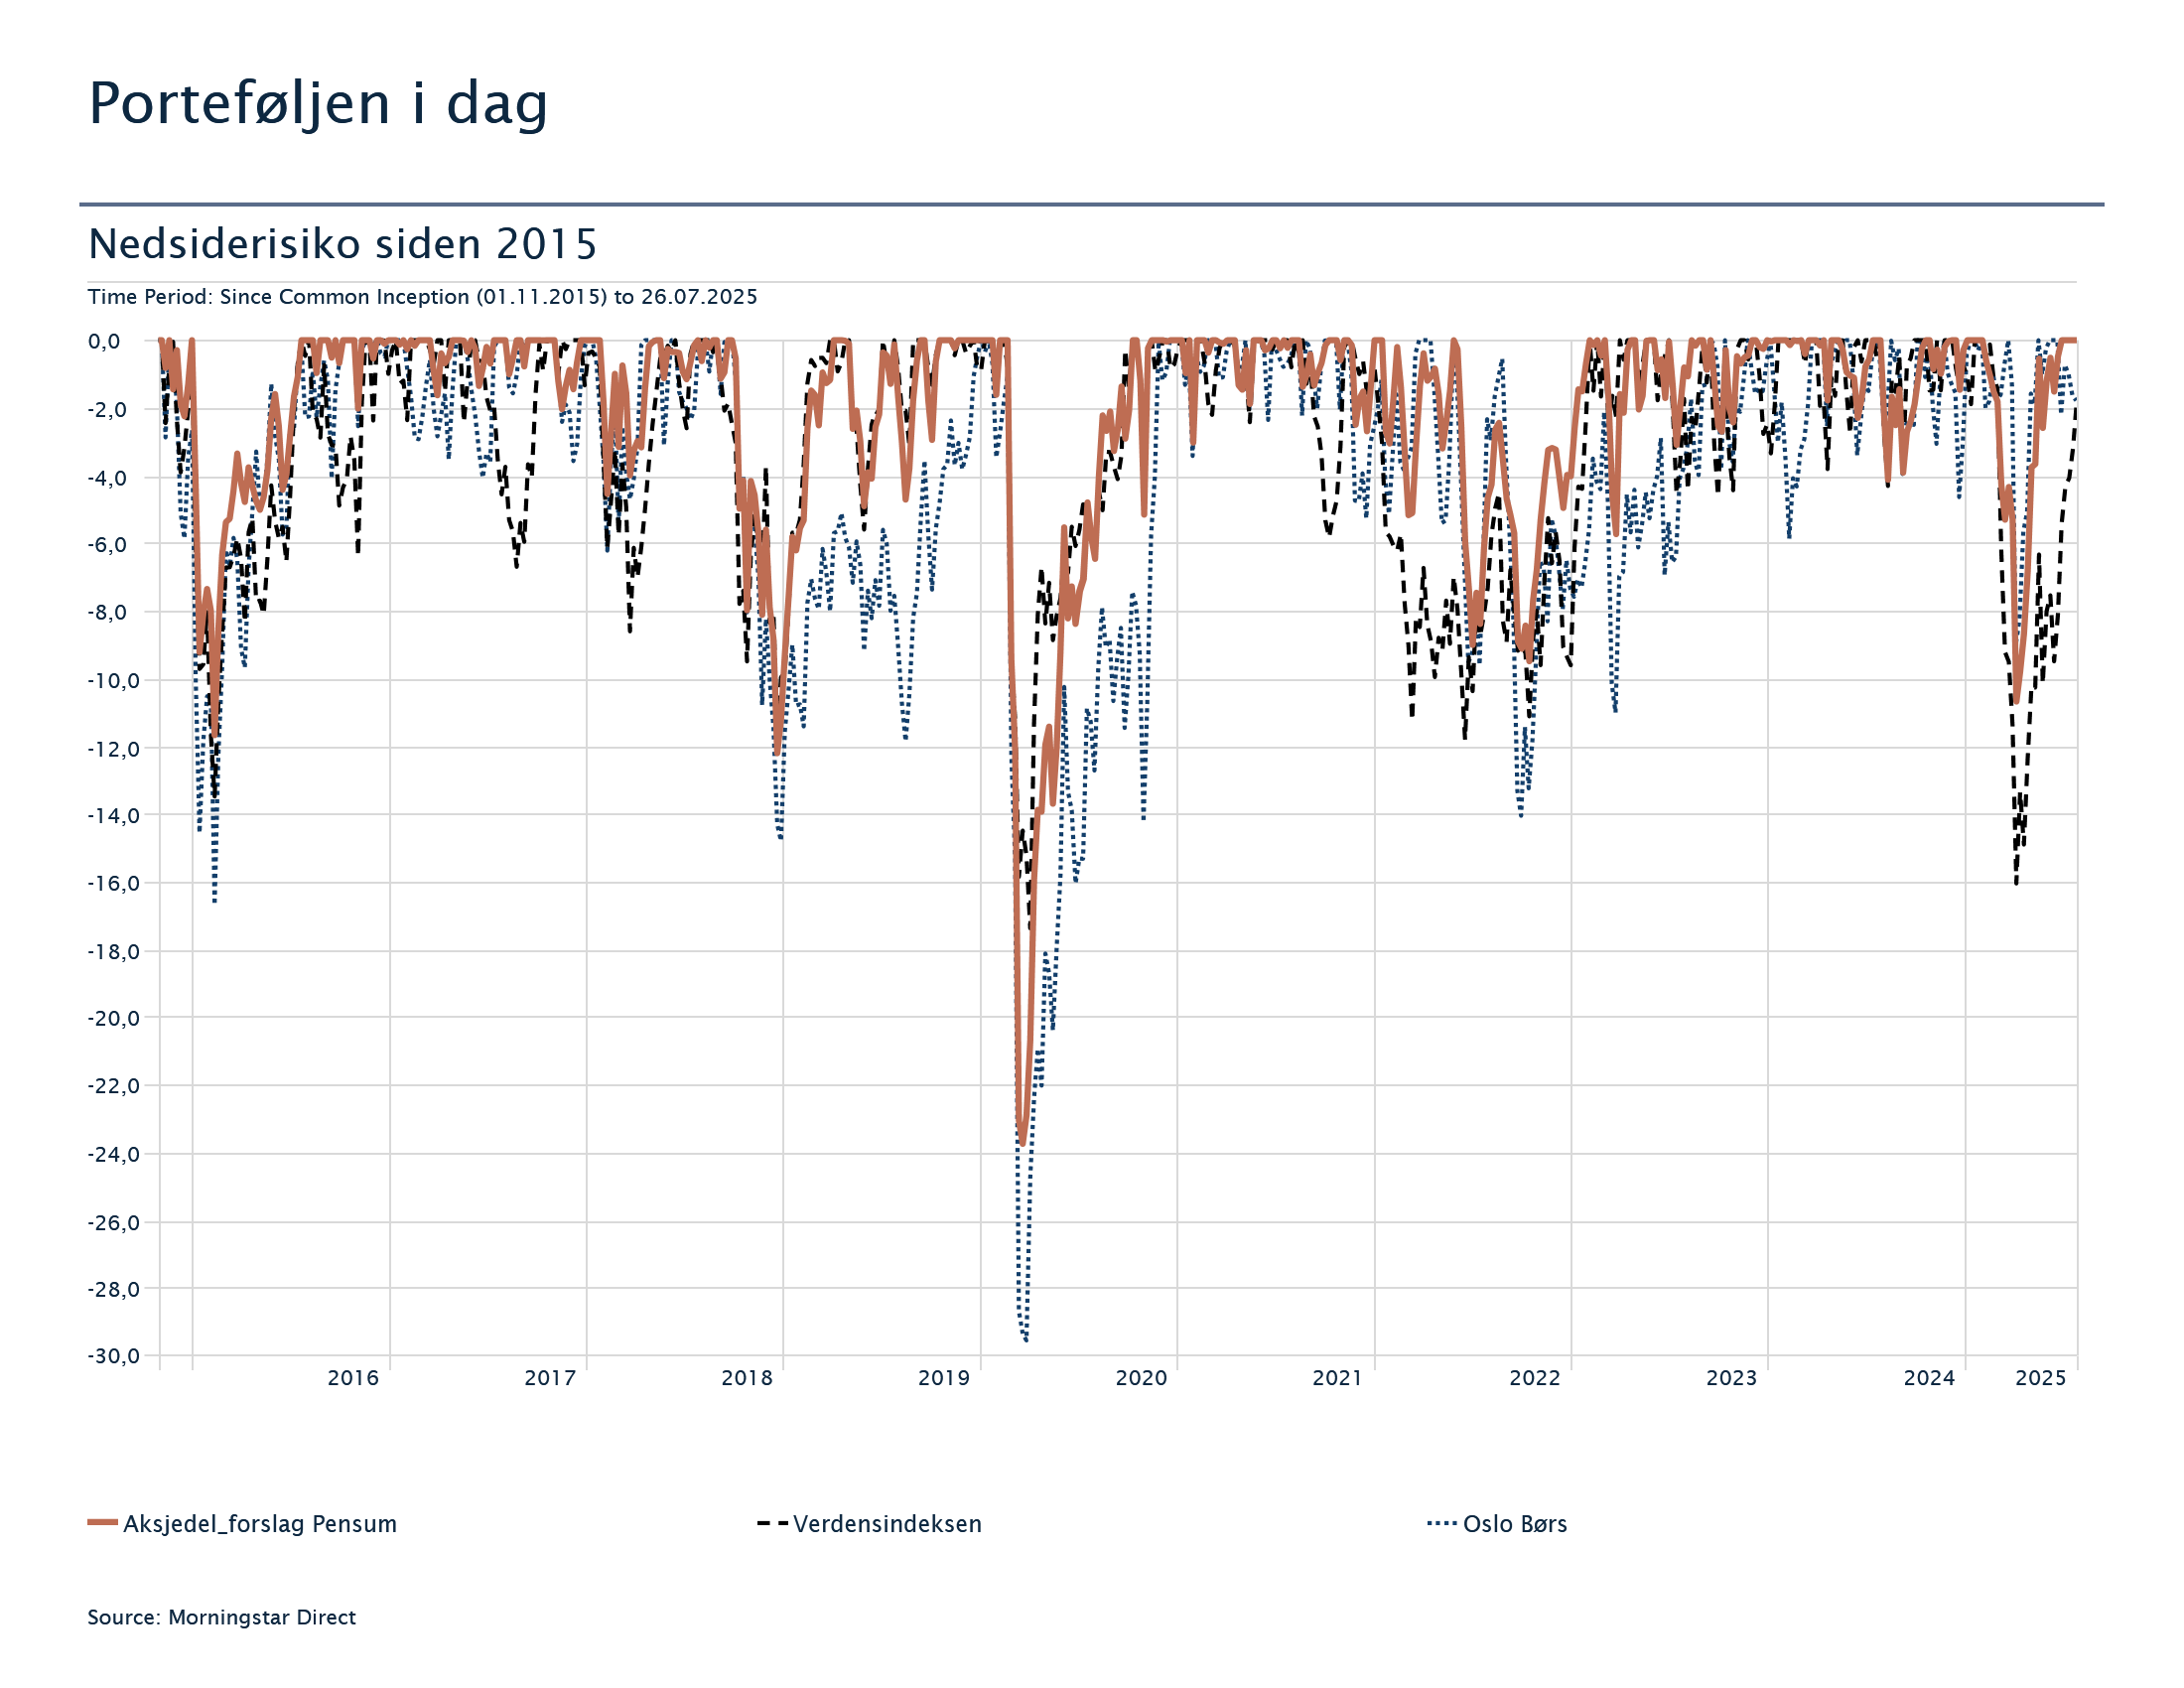 Porteføljen i dag
Nedsiderisiko siden 2015
Time Period: Since Common Inception (01.11.2015) to 26.07.2025
0,0
-2,0
-4,0
-6,0
-8,0
-10,0
-12,0
-14,0
-16,0
-18,0
-20,0
-22,0
-24,0
-26,0
-28,0
-30,0
2016 2017 2018 2019 2020 2021 2022 2023 2024 2025
Aksjedel_forslag Pensum Verdensindeksen Oslo Børs
Source: Morningstar Direct